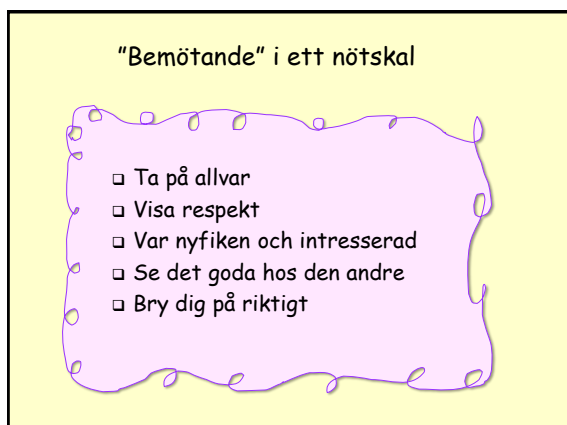 ”Bemötande” i ett nötskal
❑ Ta på allvar
❑ Visa respekt
❑ Var nyfiken och intresserad
❑ Se det goda hos den andre
❑ Bry dig på riktigt